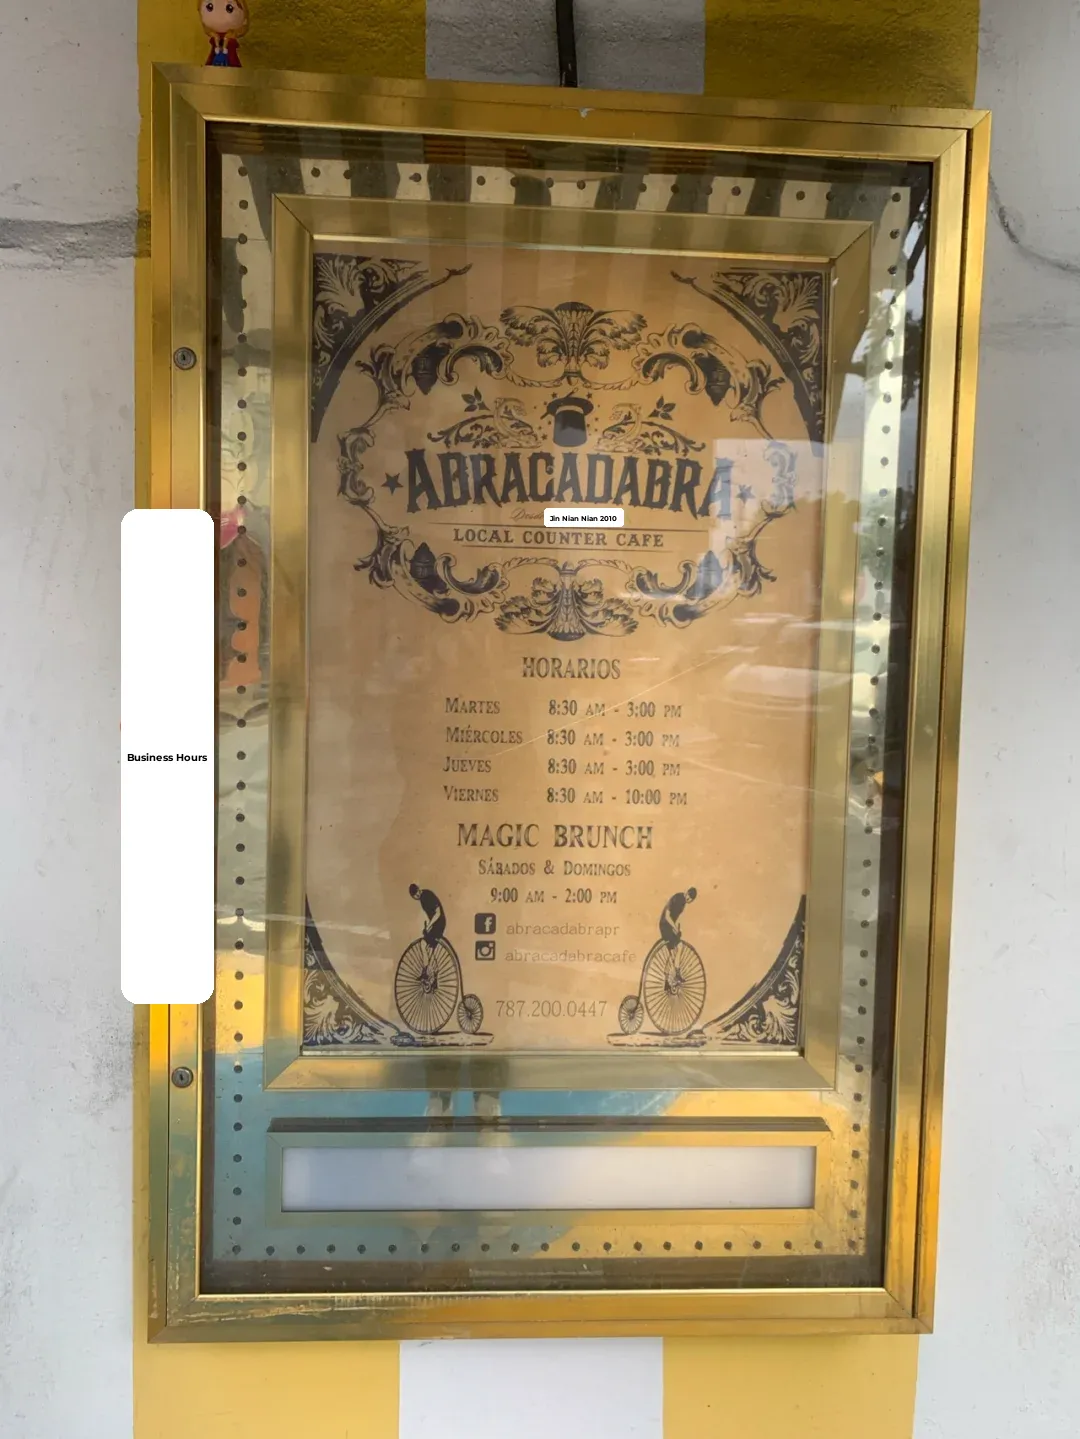 ABRACADABRA
Desde
Jin Nian Nian 2010
LOCAL COUNTER CAFE
HORARIOS
MARTES 8:30 AM - 3:00 PM
MIÉRCOLES 8:30 AM - 3:00 PM
JUEVES 8:30 AM - 3:00 PM
VIERNES 8:30 AM - 10:00 PM
MAGIC BRUNCH
SÁBADOS & DOMINGOS
9:00 AM - 2:00 PM
abracadabrapr
abracadabracafe
787.200.0447
Business Hours